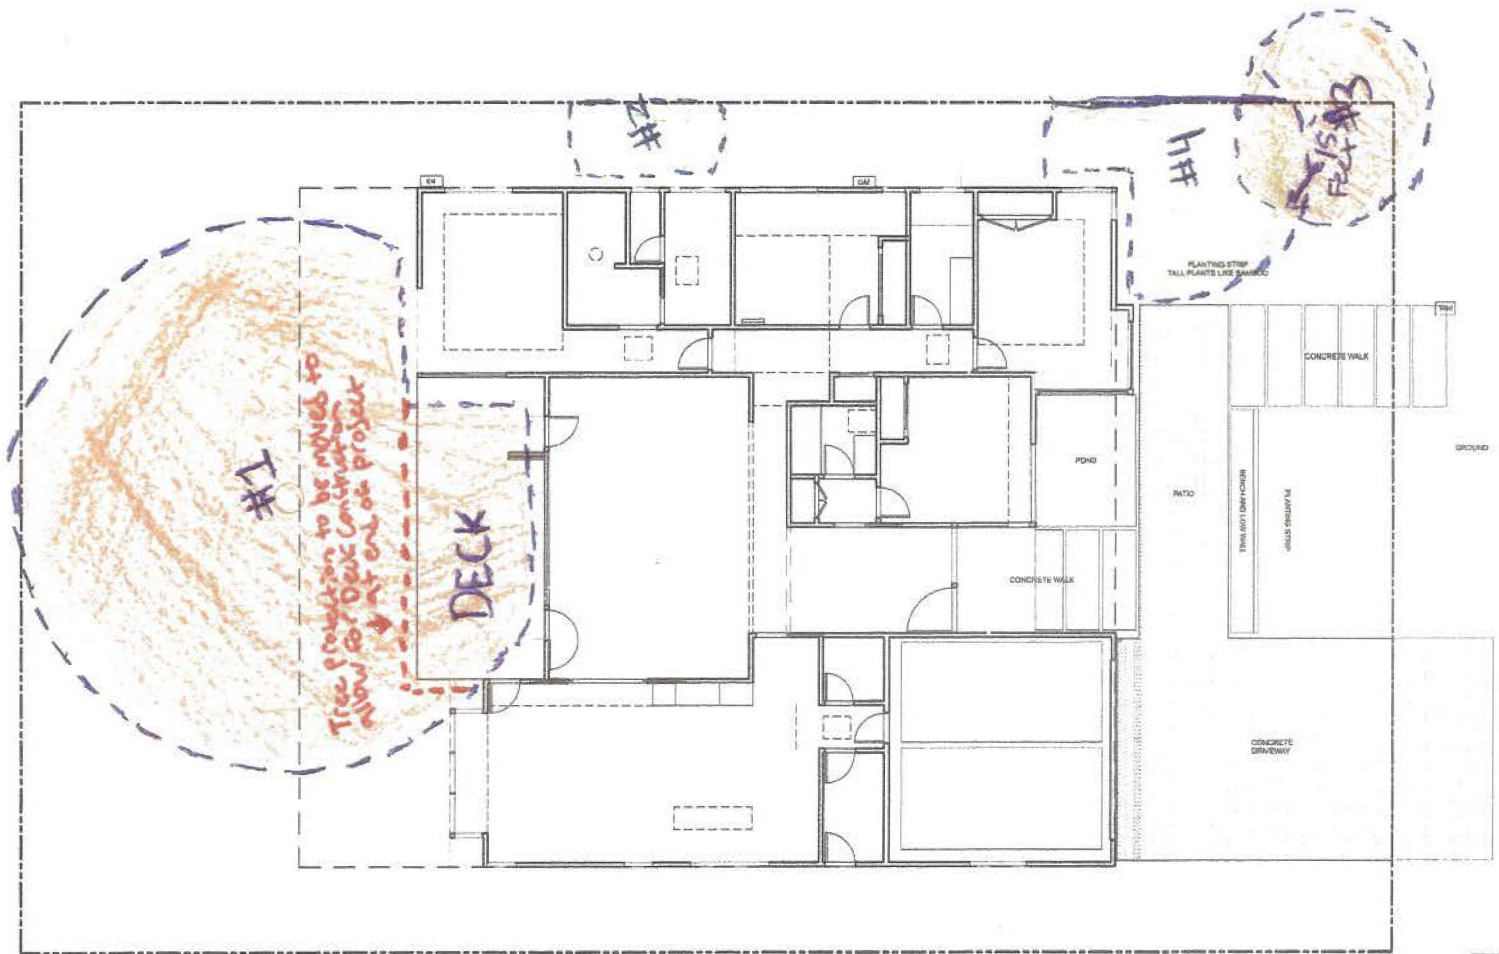 #2
#3
15
Feet
#4
PLANTING STRIP
TALL PLANTS LIKE BAMBOO
CONCRETE WALK
GROUND
POND
PATIO
BENCH AND LOW WALL
PLANTING STRIP
CONCRETE WALK
CONCRETE
DRIVEWAY
#1
Tree protection to be moved to
allow for Deck Construction
at end of project
DECK